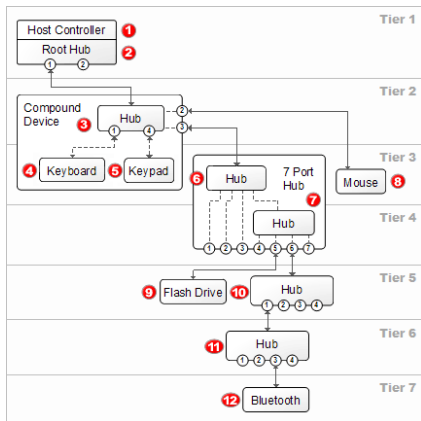 Tier 1
Host Controller 1
Root Hub 2
1 2
Tier 2
Compound
Device
3 Hub 2
1 4 3
Tier 3
4 Keyboard 5 Keypad
6 Hub
7 Port
Hub
7
Mouse 8
Tier 4
Hub
1 2 3 4 5 6 7
Tier 5
9 Flash Drive 10 Hub
1 2 3 4
Tier 6
11 Hub
1 2 3 4
Tier 7
12 Bluetooth